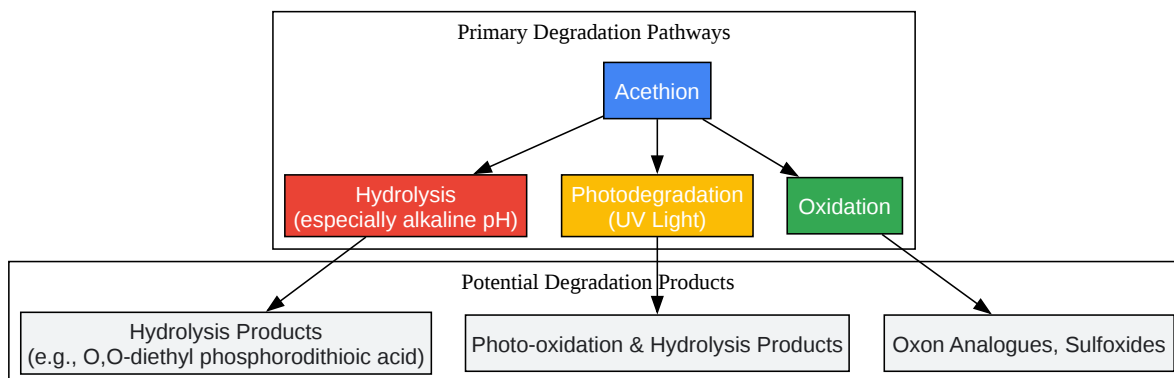 Primary Degradation Pathways
Acethion
Hydrolysis
(especially alkaline pH)
Photodegradation
(UV Light)
Oxidation
Potential Degradation Products
Hydrolysis Products
(e.g., O,O-diethyl phosphorodithioic acid)
Photo-oxidation & Hydrolysis Products
Oxon Analogues, Sulfoxides